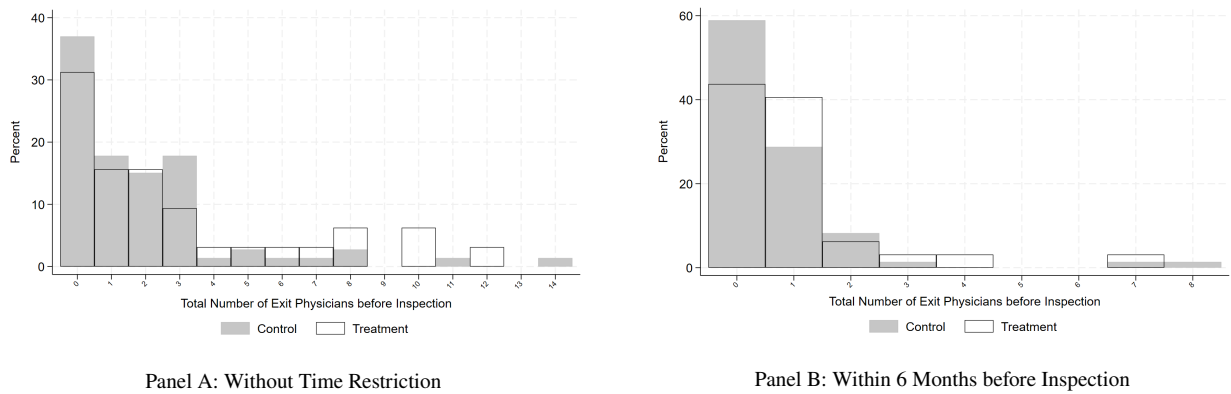 40
30
20
10
0
Percent
0 1 2 3 4 5 6 7 8 9 10 11 12 13 14
Total Number of Exit Physicians before Inspection
Control Treatment
Panel A: Without Time Restriction
60
40
20
0
Percent
0 1 2 3 4 5 6 7 8
Total Number of Exit Physicians before Inspection
Control Treatment
Panel B: Within 6 Months before Inspection